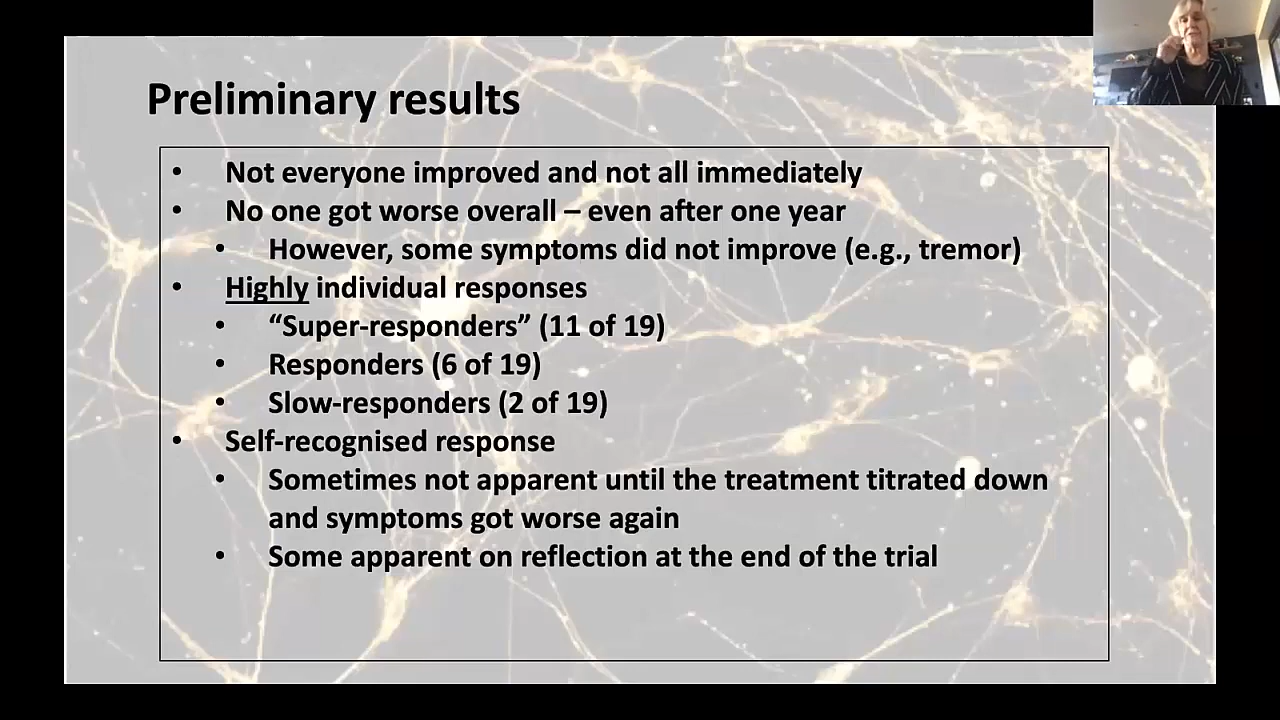 Preliminary results
• Not everyone improved and not all immediately
• No one got worse overall – even after one year
• However, some symptoms did not improve (e.g., tremor)
• Highly individual responses
• “Super-responders” (11 of 19)
• Responders (6 of 19)
• Slow-responders (2 of 19)
• Self-recognised response
• Sometimes not apparent until the treatment titrated down
and symptoms got worse again
• Some apparent on reflection at the end of the trial